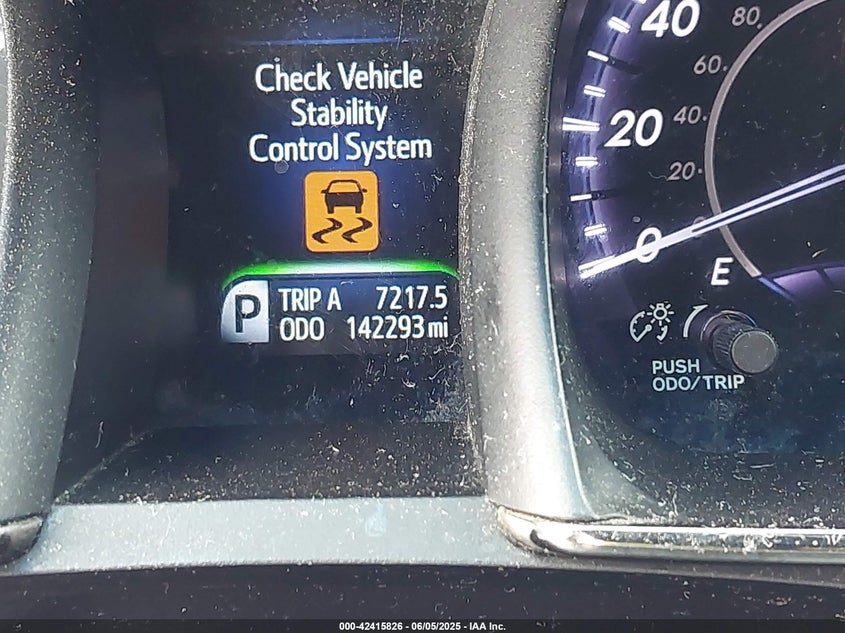 Check Vehicle
Stability
Control System
P
TRIP A 7217.5
ODO 142293 mi
40
20
0
80
60
40
20
0
E
PUSH
ODO/TRIP
000-42415826 - 06/05/2025 - IAA Inc.